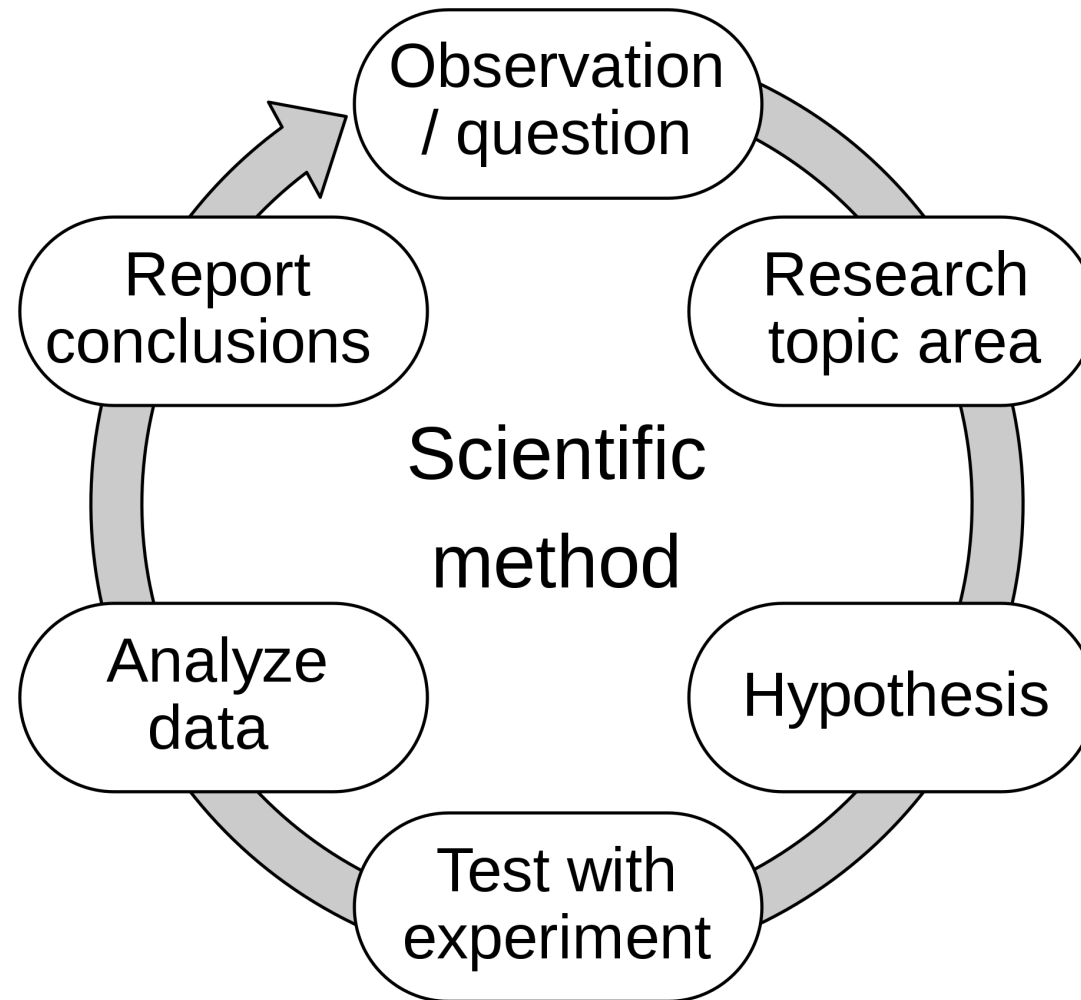 Observation
/ question
Research
topic area
Hypothesis
Test with
experiment
Analyze
data
Report
conclusions
Scientific
method